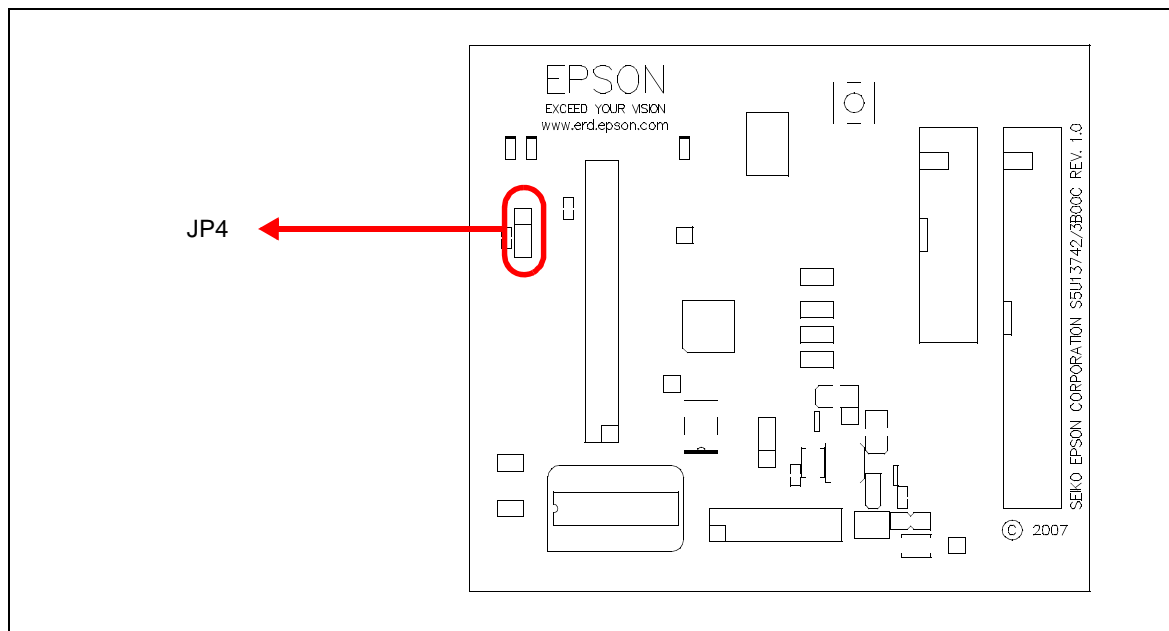 EPSON
EXCEED YOUR VISION
www.erd.epson.com
JP4
SEIKO EPSON CORPORATION S5U13742/3B00C REV. 1.0
© 2007